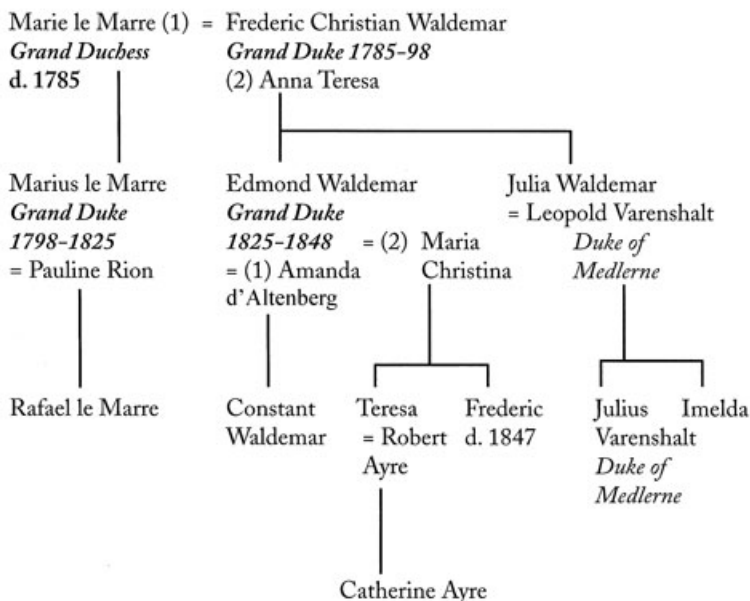 Marie le Marre (1) = Frederic Christian Waldemar
Grand Duchess Grand Duke 1785-98
d. 1785 (2) Anna Teresa
Marius le Marre Edmond Waldemar Julia Waldemar
Grand Duke Grand Duke = Leopold Varenshalt
1798-1825 1825-1848 = (2) Maria Duke of
= Pauline Rion = (1) Amanda Christina Medlerne
d'Altenberg
Rafael le Marre Constant Teresa Frederic Julius Imelda
Waldemar = Robert d. 1847 Varenshalt
Ayre Duke of
Medlerne
Catherine Ayre